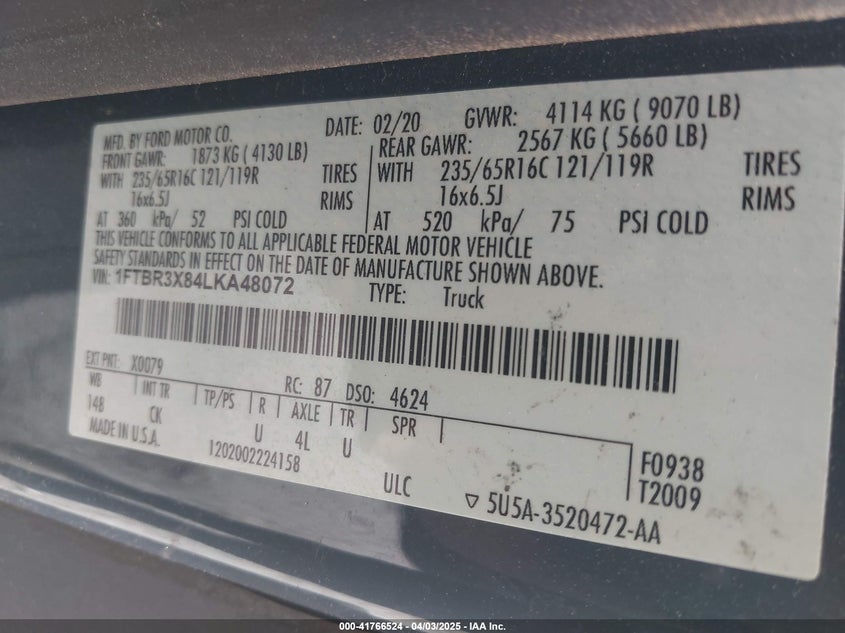 MFD. BY FORD MOTOR CO. DATE: 02/20 GVWR: 4114 KG ( 9070 LB)
FRONT GAWR: 1873 KG ( 4130 LB) REAR GAWR: 2567 KG ( 5660 LB)
WITH 235/65R16C 121/119R TIRES WITH 235/65R16C 121/119R TIRES
16x6.5J RIMS 16x6.5J RIMS
AT 360 kPa/ 52 PSI COLD AT 520 kPa/ 75 PSI COLD
THIS VEHICLE CONFORMS TO ALL APPLICABLE FEDERAL MOTOR VEHICLE
SAFETY STANDARDS IN EFFECT ON THE DATE OF MANUFACTURE SHOWN ABOVE.
VIN: 1FTBR3X84LKA48072 TYPE: Truck
EXT PNT: X0079 RC: 87 DSO: 4624
WB INT TR TP/PS R AXLE TR SPR
148 CK U 4L U F0938
MADE IN U.S.A. 1202002224158 T2009
ULC 5U5A-3520472-AA
000-41766524 - 04/03/2025 - IAA Inc.